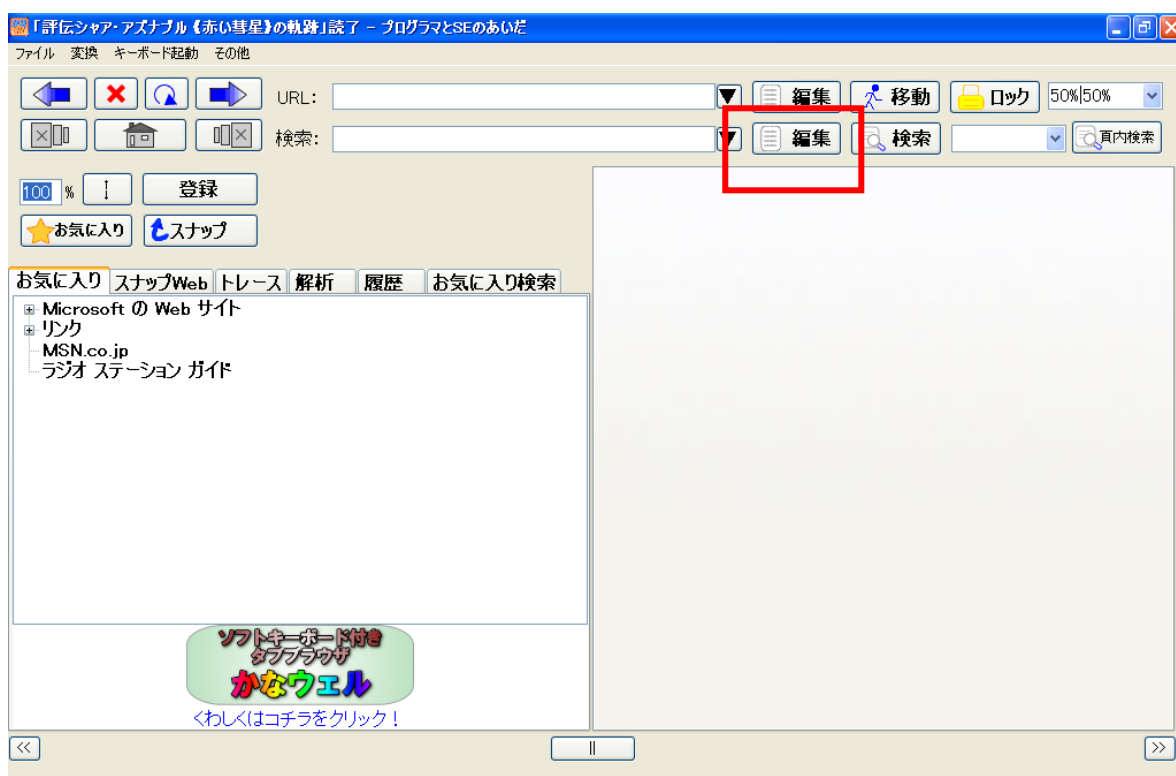 「評伝シャア・アズナブル《赤い彗星》の軌跡」読了 - プログラマとSEのあいだ
ファイル 変換 キーボード起動 その他
URL: 編集 移動 ロック 50%|50%
検索: 編集 検索 頁内検索
100 % 登録
お気に入り スナップ
お気に入り スナップWeb トレース 解析 履歴 お気に入り検索
Microsoft の Web サイト
リンク
MSN.co.jp
ラジオ ステーション ガイド
ソフトキーボード付き
タブブラウザ
かなウェル
くわしくはコチラをクリック!